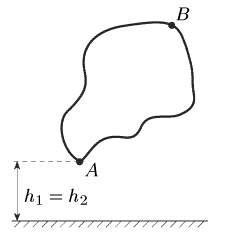 B
A
h₁ = h₂